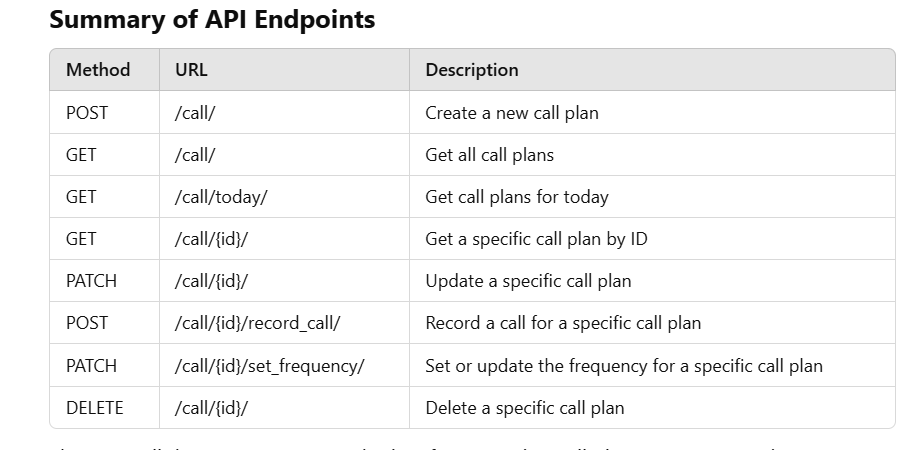 Summary of API Endpoints
Method URL Description
POST /call/ Create a new call plan
GET /call/ Get all call plans
GET /call/today/ Get call plans for today
GET /call/{id}/ Get a specific call plan by ID
PATCH /call/{id}/ Update a specific call plan
POST /call/{id}/record_call/ Record a call for a specific call plan
PATCH /call/{id}/set_frequency/ Set or update the frequency for a specific call plan
DELETE /call/{id}/ Delete a specific call plan